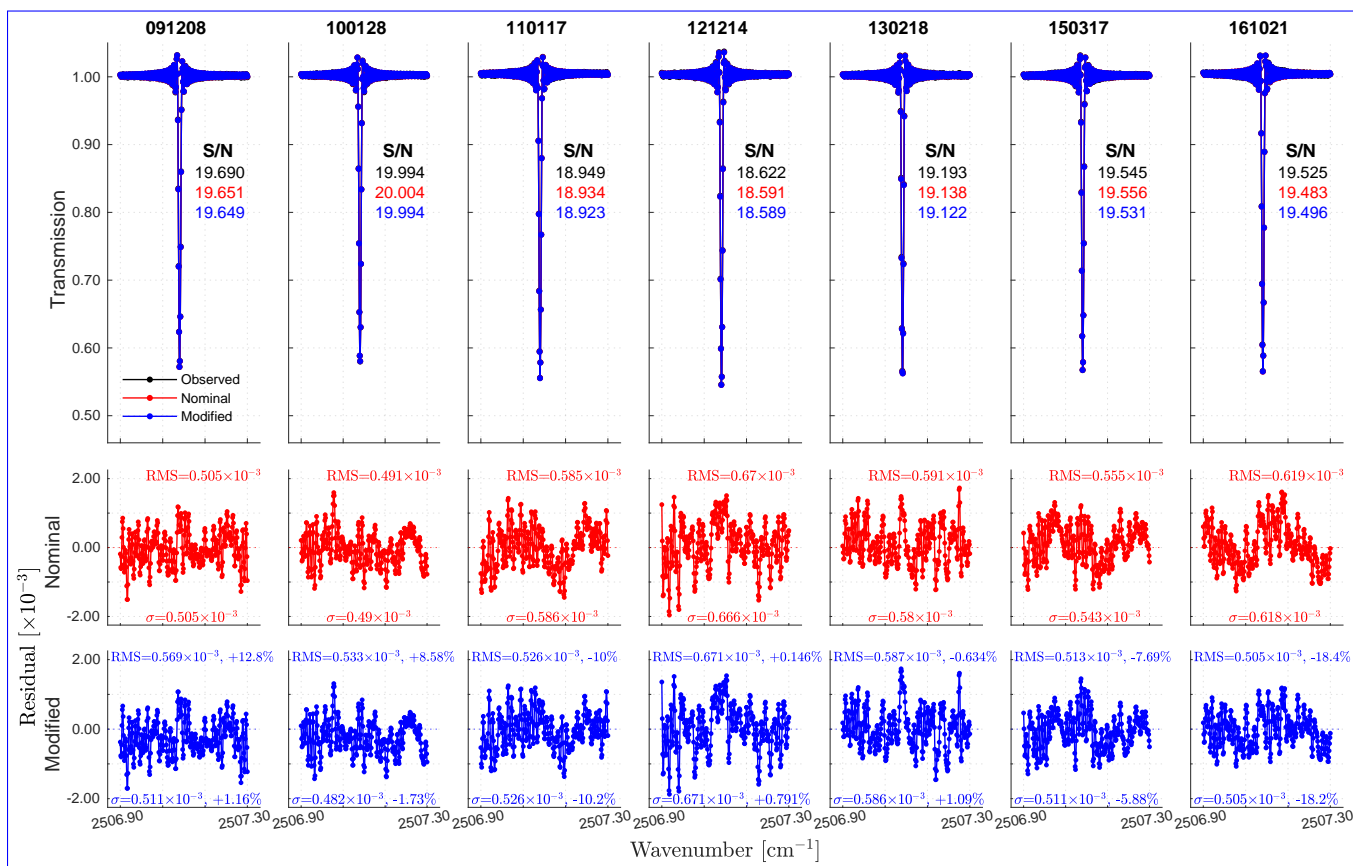 091208 100128 110117 121214 130218 150317 161021
1.00
0.90
0.80
0.70
0.60
0.50
Transmission
S/N S/N S/N S/N S/N S/N S/N
19.690 19.994 18.949 18.622 19.193 19.545 19.525
19.651 20.004 18.934 18.591 19.138 19.556 19.483
19.649 19.994 18.923 18.589 19.122 19.531 19.496
Observed
Nominal
Modified
RMS=0.505×10⁻³ RMS=0.491×10⁻³ RMS=0.585×10⁻³ RMS=0.67×10⁻³ RMS=0.591×10⁻³ RMS=0.555×10⁻³ RMS=0.619×10⁻³
2.00
0.00
-2.00
Nominal
σ=0.505×10⁻³ σ=0.49×10⁻³ σ=0.586×10⁻³ σ=0.666×10⁻³ σ=0.58×10⁻³ σ=0.543×10⁻³ σ=0.618×10⁻³
Residual [×10⁻³]
RMS=0.569×10⁻³, +12.8% RMS=0.533×10⁻³, +8.58% RMS=0.526×10⁻³, -10% RMS=0.671×10⁻³, +0.146% RMS=0.587×10⁻³, -0.634% RMS=0.513×10⁻³, -7.69% RMS=0.505×10⁻³, -18.4%
2.00
0.00
-2.00
Modified
σ=0.511×10⁻³, +1.16% σ=0.482×10⁻³, -1.73% σ=0.526×10⁻³, -10.2% σ=0.671×10⁻³, +0.791% σ=0.586×10⁻³, +1.09% σ=0.511×10⁻³, -5.88% σ=0.505×10⁻³, -18.2%
2506.90 2507.30 2506.90 2507.30 2506.90 2507.30 2506.90 2507.30 2506.90 2507.30 2506.90 2507.30 2506.90 2507.30
Wavenumber [cm⁻¹]